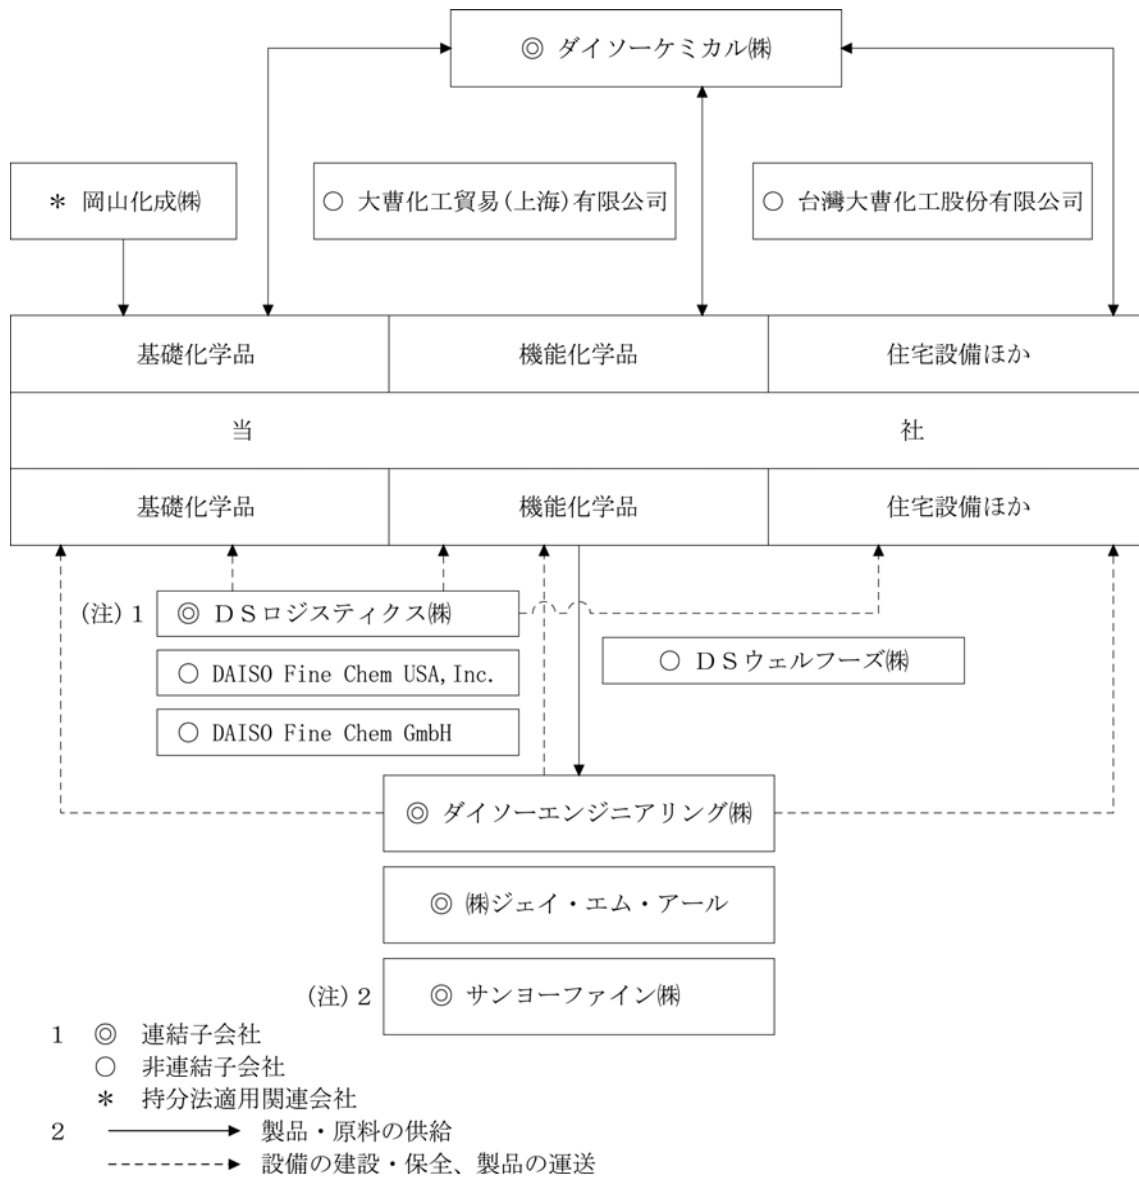 ◎ ダイソーケミカル㈱
＊ 岡山化成㈱
○ 大曹化工貿易(上海)有限公司
○ 台灣大曹化工股份有限公司
基礎化学品 機能化学品 住宅設備ほか
当 社
基礎化学品 機能化学品 住宅設備ほか
(注)1 ◎ ＤＳロジスティクス㈱
○ DAISO Fine Chem USA,Inc.
○ DAISO Fine Chem GmbH
○ ＤＳウェルフーズ㈱
◎ ダイソーエンジニアリング㈱
◎ ㈱ジェイ・エム・アール
(注)2 ◎ サンヨーファイン㈱
1 ◎ 連結子会社
○ 非連結子会社
＊ 持分法適用関連会社
2 製品・原料の供給
設備の建設・保全、製品の運送